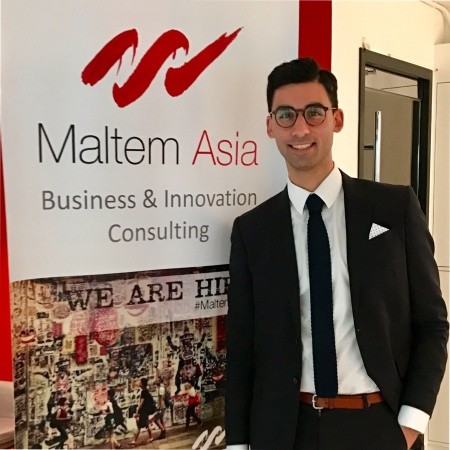 Maltem Asia
Business & Innovation
Consulting
WE ARE HI
#Malte